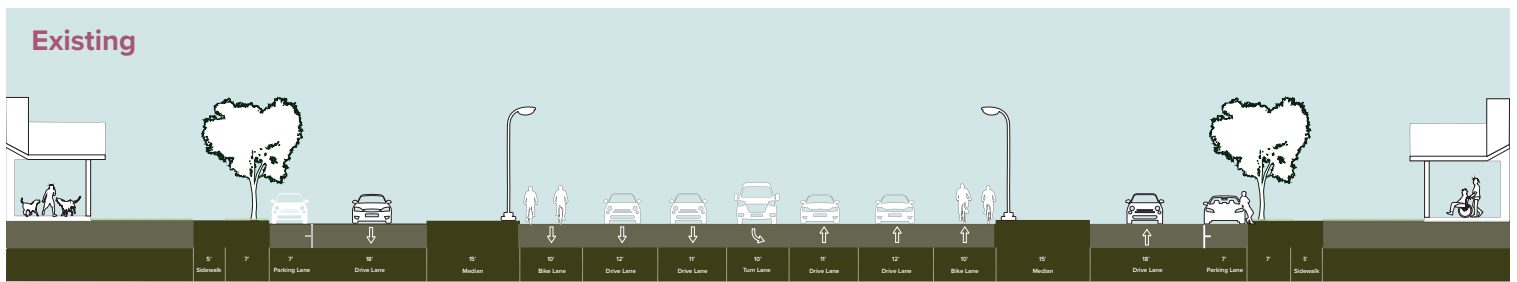 Existing
5' 7' 7' 18' 15' 10' 12' 11' 10' 11' 12' 10' 15' 18' 7' 7' 5'
Sidewalk Parking Lane Drive Lane Median Bike Lane Drive Lane Drive Lane Turn Lane Drive Lane Drive Lane Bike Lane Median Drive Lane Parking Lane Sidewalk